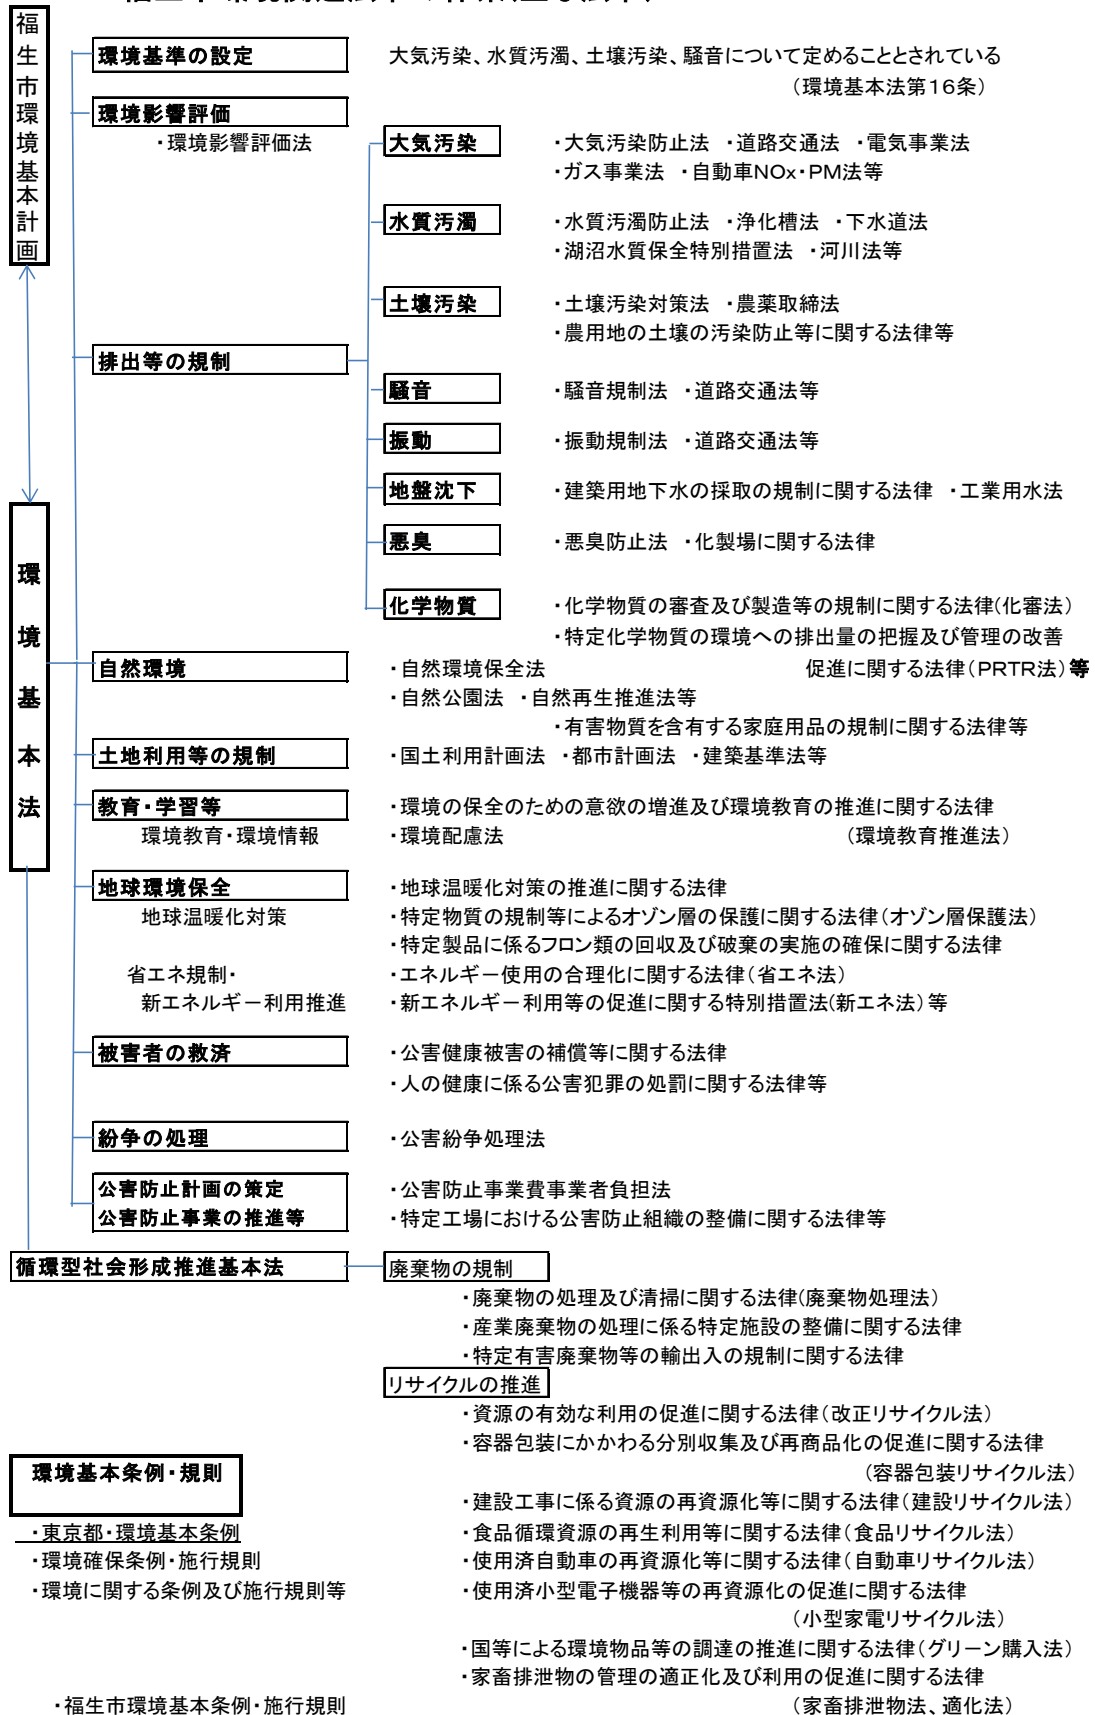 福生市環境基本計画
環境基準の設定 大気汚染、水質汚濁、土壌汚染、騒音について定めることとされている
（環境基本法第16条）
環境影響評価
・環境影響評価法
大気汚染 ・大気汚染防止法 ・道路交通法 ・電気事業法
・ガス事業法 ・自動車NOx・PM法等
水質汚濁 ・水質汚濁防止法 ・浄化槽法 ・下水道法
・湖沼水質保全特別措置法 ・河川法等
土壌汚染 ・土壌汚染対策法 ・農薬取締法
・農用地の土壌の汚染防止等に関する法律等
排出等の規制
騒音 ・騒音規制法 ・道路交通法等
振動 ・振動規制法 ・道路交通法等
地盤沈下 ・建築用地下水の採取の規制に関する法律 ・工業用水法
悪臭 ・悪臭防止法 ・化製場に関する法律
環境基本法
化学物質 ・化学物質の審査及び製造等の規制に関する法律(化審法)
・特定化学物質の環境への排出量の把握及び管理の改善
自然環境 ・自然環境保全法 促進に関する法律（PRTR法）等
・自然公園法 ・自然再生推進法等
・有害物質を含有する家庭用品の規制に関する法律等
土地利用等の規制 ・国土利用計画法 ・都市計画法 ・建築基準法等
教育・学習等 ・環境の保全のための意欲の増進及び環境教育の推進に関する法律
環境教育・環境情報 ・環境配慮法 （環境教育推進法）
地球環境保全 ・地球温暖化対策の推進に関する法律
地球温暖化対策 ・特定物質の規制等によるオゾン層の保護に関する法律（オゾン層保護法）
・特定製品に係るフロン類の回収及び破棄の実施の確保に関する法律
省エネ規制・ ・エネルギー使用の合理化に関する法律（省エネ法）
新エネルギー利用推進 ・新エネルギー利用等の促進に関する特別措置法(新エネ法)等
被害者の救済 ・公害健康被害の補償等に関する法律
・人の健康に係る公害犯罪の処罰に関する法律等
紛争の処理 ・公害紛争処理法
公害防止計画の策定 ・公害防止事業費事業者負担法
公害防止事業の推進等 ・特定工場における公害防止組織の整備に関する法律等
循環型社会形成推進基本法 廃棄物の規制
・廃棄物の処理及び清掃に関する法律(廃棄物処理法)
・産業廃棄物の処理に係る特定施設の整備に関する法律
・特定有害廃棄物等の輸出入の規制に関する法律
リサイクルの推進
・資源の有効な利用の促進に関する法律（改正リサイクル法）
・容器包装にかかわる分別収集及び再商品化の促進に関する法律
環境基本条例・規則 （容器包装リサイクル法）
・建設工事に係る資源の再資源化等に関する法律（建設リサイクル法）
・東京都・環境基本条例 ・食品循環資源の再生利用等に関する法律（食品リサイクル法）
・環境確保条例・施行規則 ・使用済自動車の再資源化等に関する法律（自動車リサイクル法）
・環境に関する条例及び施行規則等 ・使用済小型電子機器等の再資源化の促進に関する法律
（小型家電リサイクル法）
・国等による環境物品等の調達の推進に関する法律（グリーン購入法）
・家畜排泄物の管理の適正化及び利用の促進に関する法律
・福生市環境基本条例・施行規則 （家畜排泄物法、適化法）